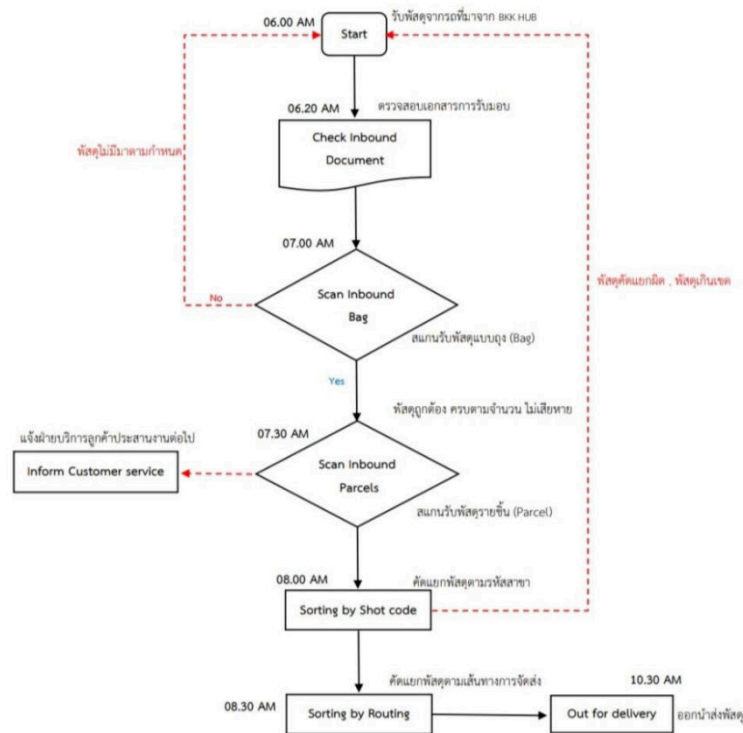 06.00 AM
รับพัสดุจากรถที่มาจาก BKK HUB
Start
06.20 AM
ตรวจสอบเอกสารการรับมอบ
Check Inbound
Document
พัสดุไม่มีมาตามกำหนด
07.00 AM
พัสดุคัดแยกผิด , พัสดุเกินเขต
Scan Inbound
Bag
No
สแกนรับพัสดุแบบถุง (Bag)
Yes
พัสดุถูกต้อง ครบตามจำนวน ไม่เสียหาย
07.30 AM
แจ้งฝ่ายบริการลูกค้าประสานงานต่อไป
Inform Customer service
Scan Inbound
Parcels
สแกนรับพัสดุรายชิ้น (Parcel)
08.00 AM
คัดแยกพัสดุตามรหัสสาขา
Sorting by Shot code
คัดแยกพัสดุตามเส้นทางการจัดส่ง
10.30 AM
08.30 AM
Sorting by Routing
Out for delivery
ออกนำส่งพัสดุ